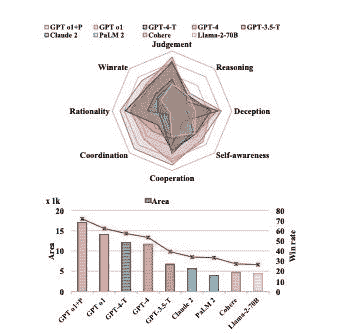 GPT o1+P GPT o1 GPT-4-T GPT-4 GPT-3.5-T
Claude 2 PaLM 2 Cohere Llama-2-70B
Judgement
Winrate Reasoning
Rationality Deception
Coordination Self-awareness
Cooperation
x 1k Area
20 80
70
15 60
50
10 40
30
5 20
10
0 0
Area Win rate
GPT o1+P GPT o1 GPT-4-T GPT-4 GPT-3.5-T Claude 2 PaLM 2 Cohere Llama-2-70B